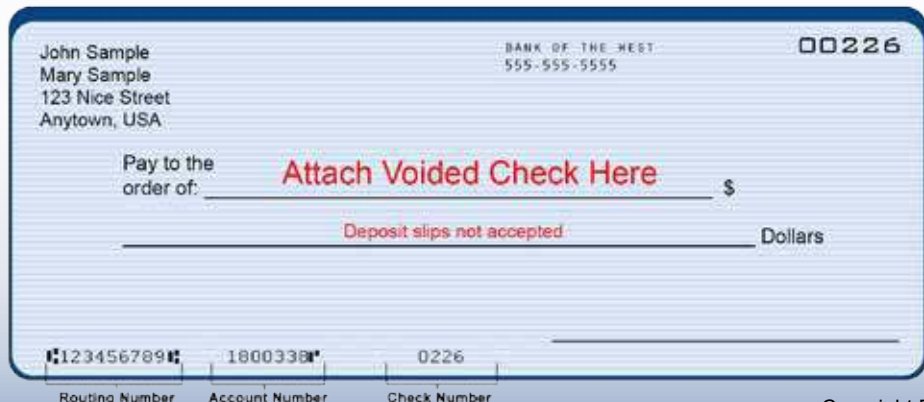 John Sample
Mary Sample
123 Nice Street
Anytown, USA
BANK OF THE WEST
555-555-5555
00226
Pay to the
order of:
Attach Voided Check Here
$
Deposit slips not accepted
Dollars
⑆123456789⑆ 1800338⑈ 0226
Routing Number Account Number Check Number